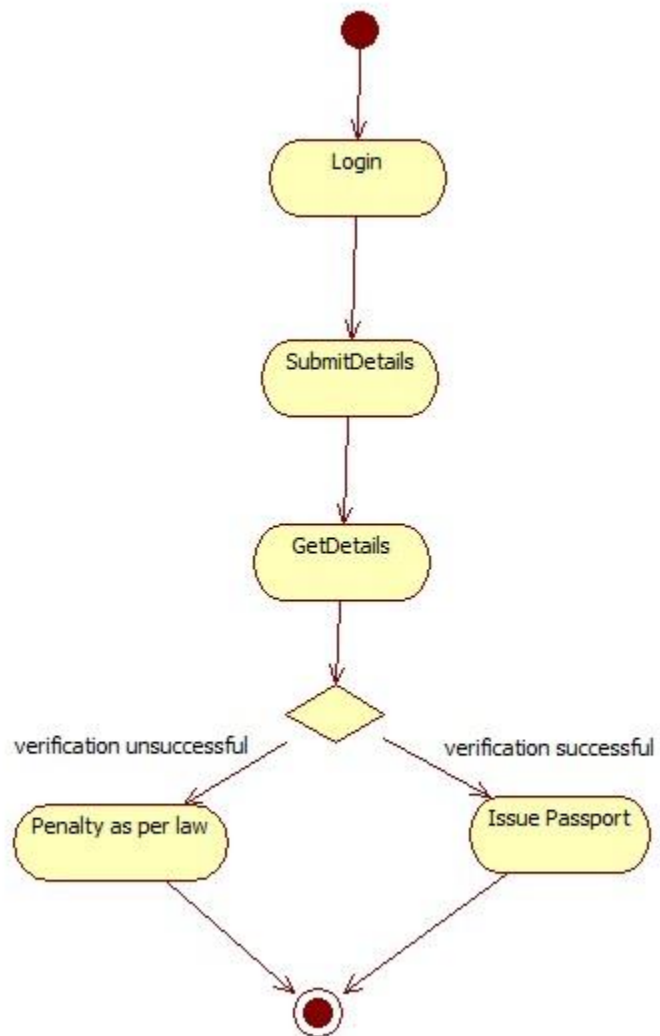 Login
SubmitDetails
GetDetails
verification unsuccessful
verification successful
Penalty as per law
Issue Passport